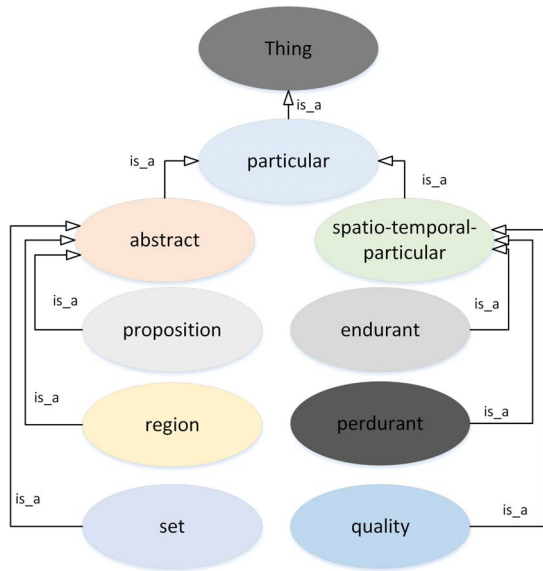 Thing
is_a
particular
is_a
is_a
abstract
spatio-temporal-
particular
is_a
proposition
endurant
is_a
is_a
region
perdurant
is_a
is_a
set
quality
is_a